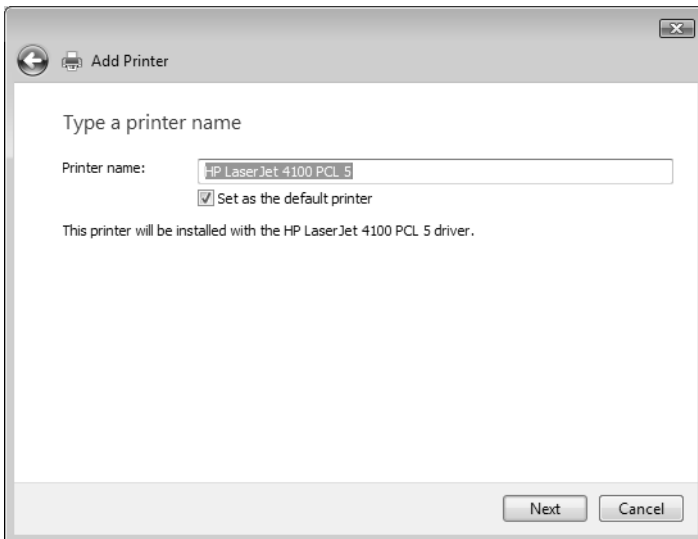 Add Printer
Type a printer name
Printer name: HP LaserJet 4100 PCL 5
Set as the default printer
This printer will be installed with the HP LaserJet 4100 PCL 5 driver.
Next Cancel